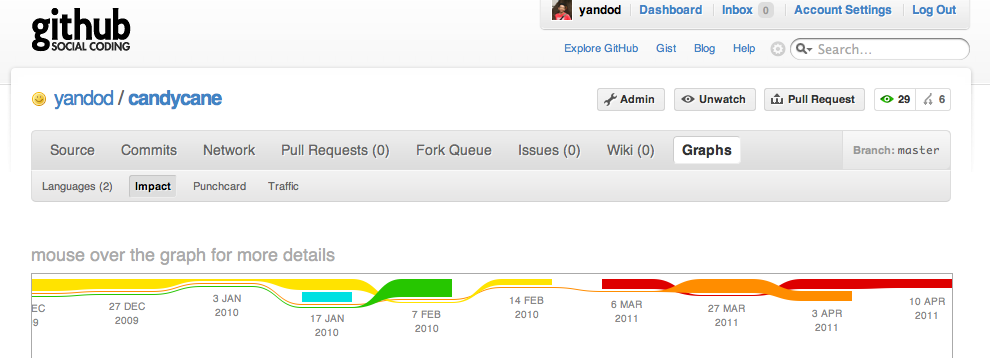 github
SOCIAL CODING
yandod Dashboard Inbox 0 Account Settings Log Out
Explore GitHub Gist Blog Help Search...
yandod / candycane
Admin Unwatch Pull Request 29 6
Source Commits Network Pull Requests (0) Fork Queue Issues (0) Wiki (0) Graphs Branch: master
Languages (2) Impact Punchcard Traffic
mouse over the graph for more details
EC
9
27 DEC
2009
3 JAN
2010
17 JAN
2010
7 FEB
2010
14 FEB
2010
6 MAR
2011
27 MAR
2011
3 APR
2011
10 APR
2011